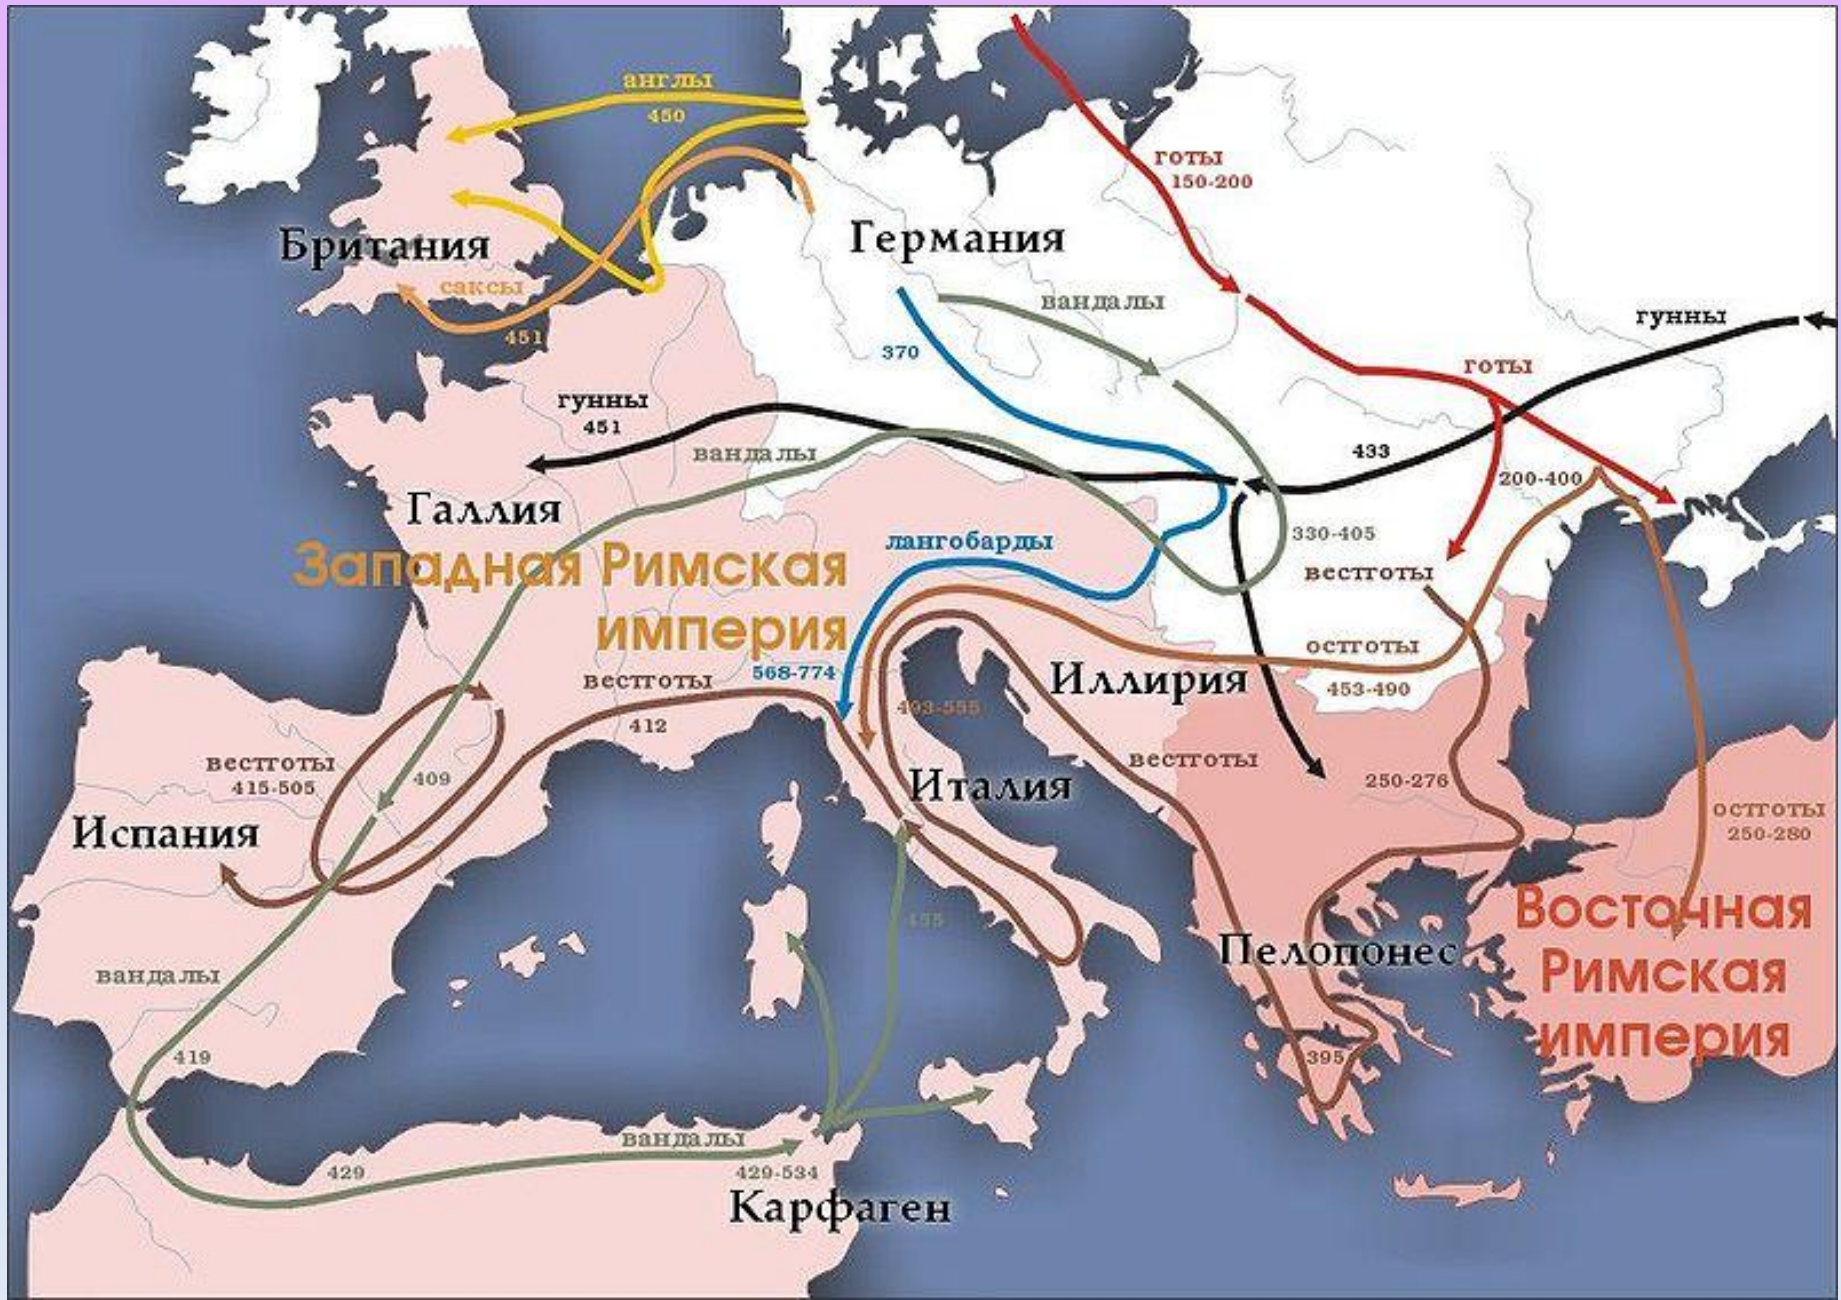 англы
450
готы
150-200
Британия
Германия
саксы
451
вандалы
гунны
370
готы
гунны
451
вандалы
433
200-400
Галлия
330-405
лангобарды
Западная Римская
империя
вестготы
остготы
453-490
568-774
вестготы
412
Иллирия
493-555
вестготы
415-505
409
вестготы
250-276
Италия
остготы
250-280
Испания
455
Восточная
Римская
империя
Пелопонес
вандалы
419
395
вандалы
429
429-534
Карфаген